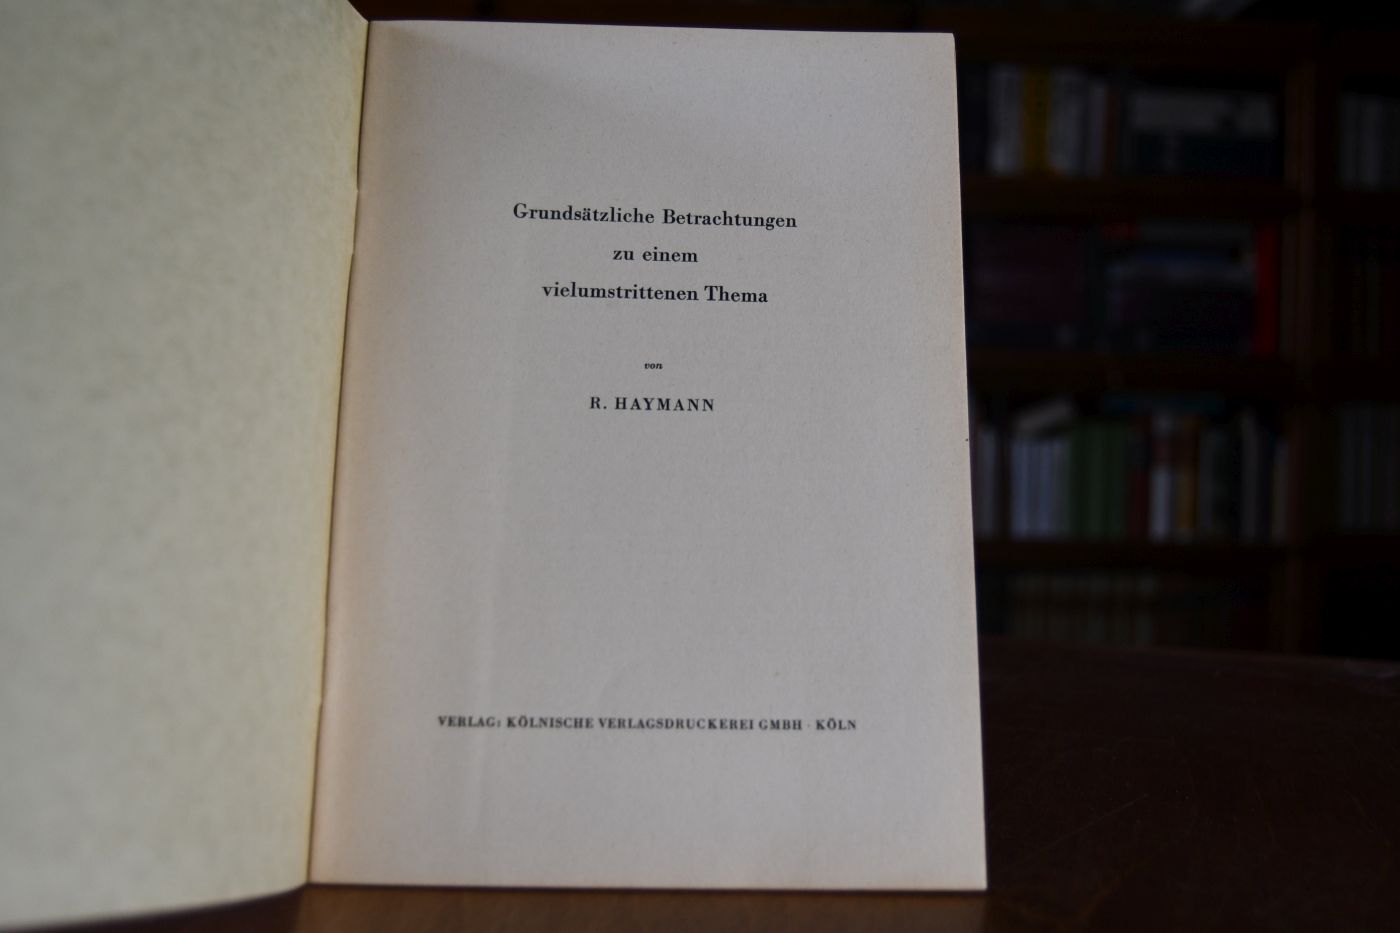 Grundsätzliche Betrachtungen
zu einem
vielumstrittenen Thema
von
R. HAYMANN
VERLAG: KÖLNISCHE VERLAGSDRUCKEREI GMBH · KÖLN